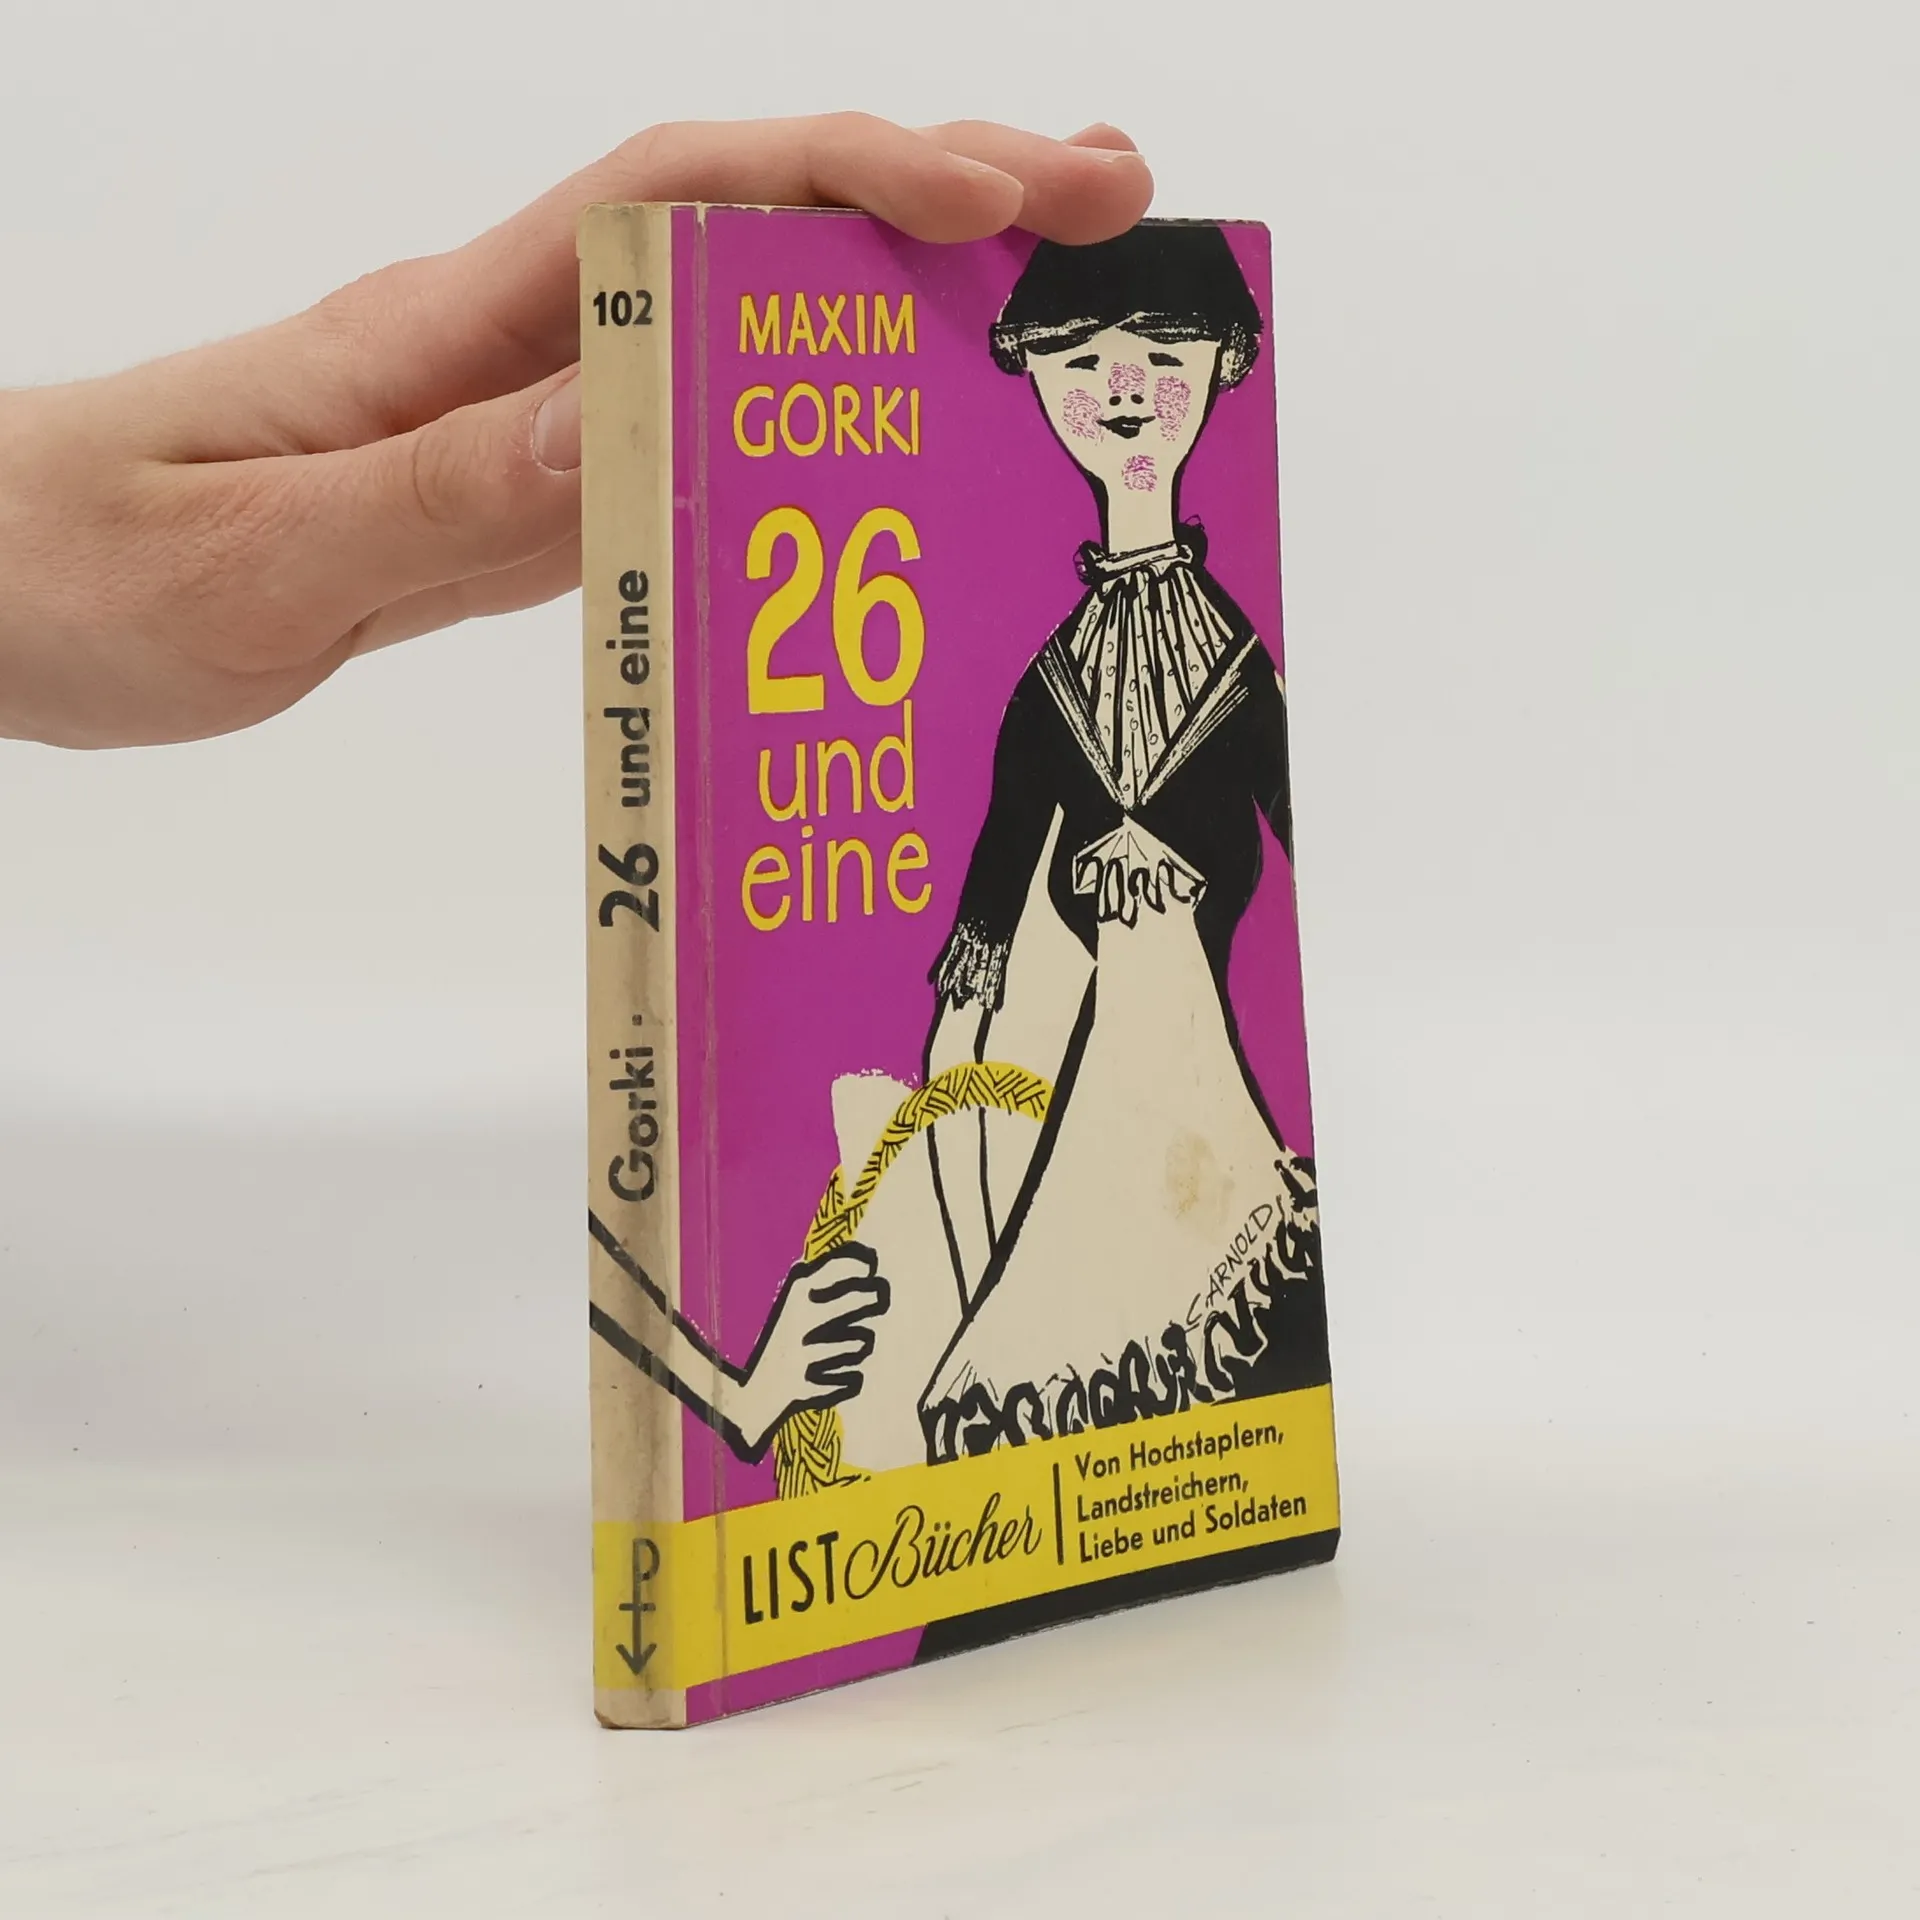 102
Gorki · 26 und eine
MAXIM
GORKI
26
und
eine
C ARNOLD
LIST Bücher
Von Hochstaplern,
Landstreichern,
Liebe und Soldaten